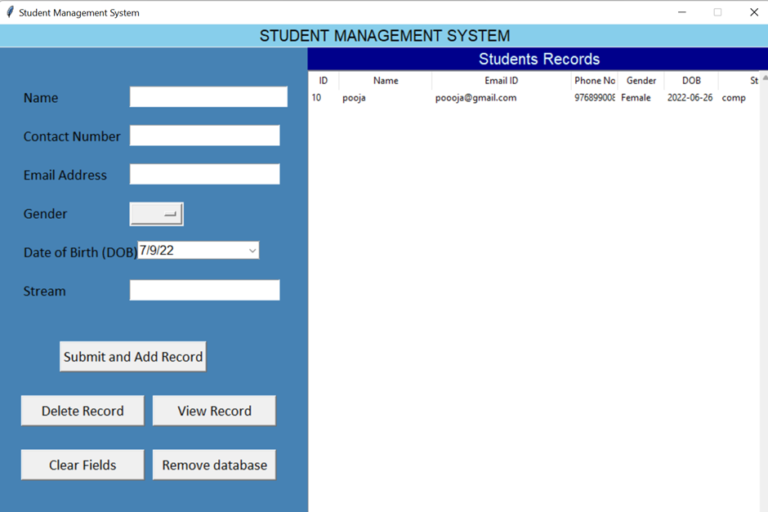 Student Management System
STUDENT MANAGEMENT SYSTEM
Students Records
ID Name Email ID Phone No Gender DOB St
10 pooja poooja@gmail.com 976899008 Female 2022-06-26 comp
Name
Contact Number
Email Address
Gender
Date of Birth (DOB) 7/9/22
Stream
Submit and Add Record
Delete Record View Record
Clear Fields Remove database